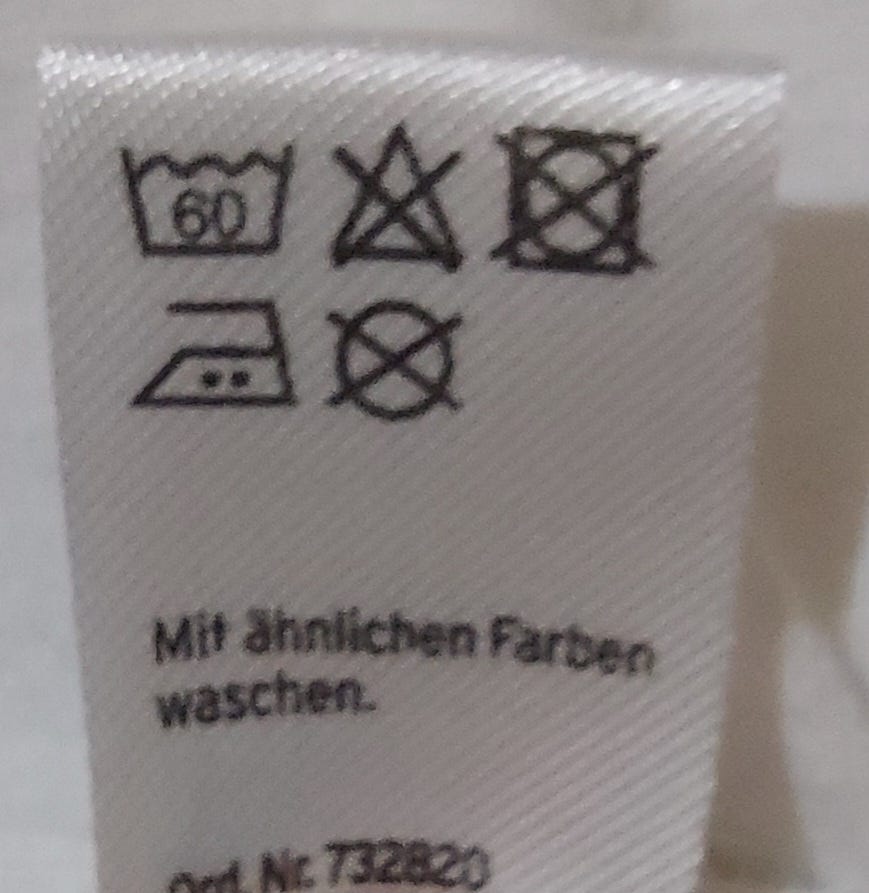 60
Mit ähnlichen Farben
waschen.
Ord. Nr. 732820